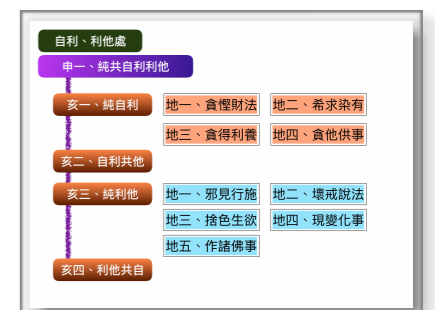 自利、利他處
申一、純共自利利他
亥一、純自利 地一、貪慳財法 地二、希求染有
地三、貪得利養 地四、貪他供事
亥二、自利共他
亥三、純利他 地一、邪見行施 地二、壞戒說法
地三、捨色生欲 地四、現變化事
地五、作諸佛事
亥四、利他共自